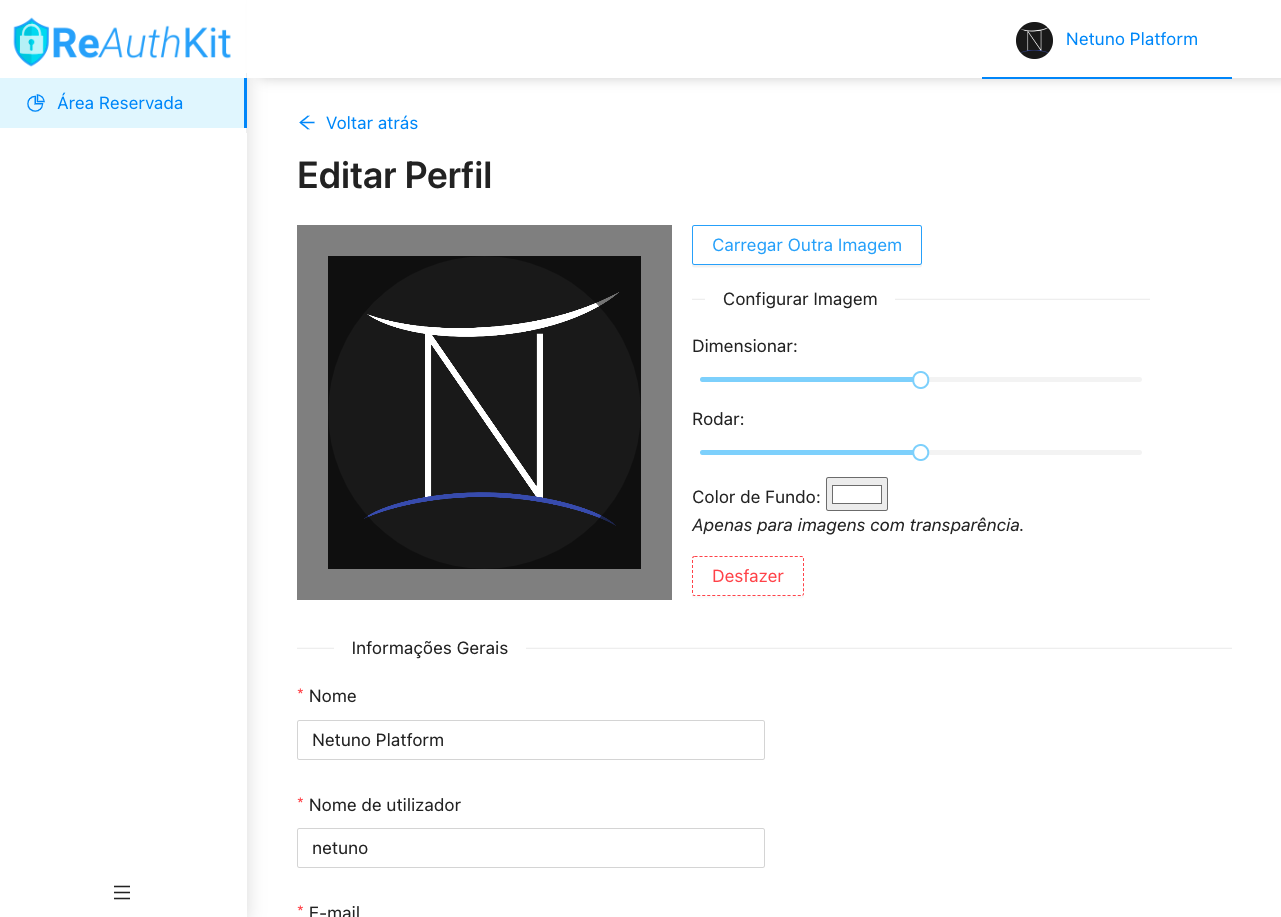 ReAuthKit
Netuno Platform
Área Reservada
Voltar atrás
Editar Perfil
Carregar Outra Imagem
Configurar Imagem
Dimensionar:
Rodar:
Color de Fundo:
Apenas para imagens com transparência.
Desfazer
Informações Gerais
* Nome
Netuno Platform
* Nome de utilizador
netuno
* E-mail